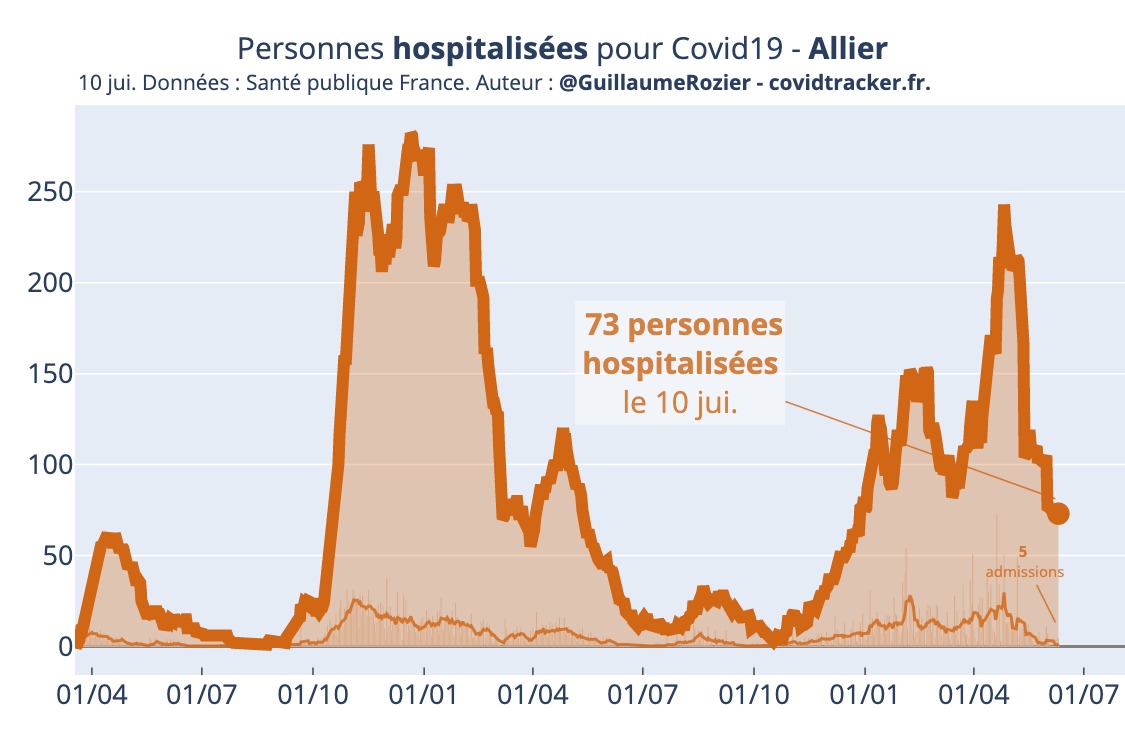 Personnes hospitalisées pour Covid19 - Allier
10 jui. Données : Santé publique France. Auteur : @GuillaumeRozier - covidtracker.fr.
250
200
150
100
50
0
73 personnes
hospitalisées
le 10 jui.
5
admissions
01/04 01/07 01/10 01/01 01/04 01/07 01/10 01/01 01/04 01/07